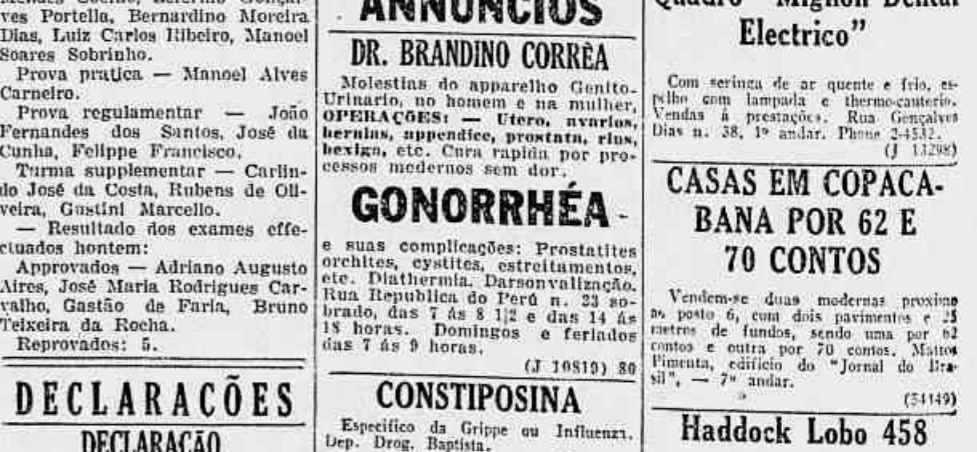 ves Portella, Bernardino Moreira
Dias, Luiz Carlos Ribeiro, Manoel
Soares Sobrinho.
Prova pratica — Manoel Alves
Carneiro.
Prova regulamentar — João
Fernandes dos Santos, José da
Cunha, Felippe Francisco.
Turma supplementar — Carlin-
do José da Costa, Rubens de Oli-
veira, Gustini Marcello.
— Resultado dos exames effe-
ctuados hontem:
Approvados — Adriano Augusto
Aires, José Maria Rodrigues Car-
valho, Gastão de Faria, Bruno
Teixeira da Rocha.
Reprovados: 5.
DECLARACÕES
DECLARAÇÃO
ANNUNCIOS
DR. BRANDINO CORRÊA
Molestias do apparelho Genito-
Urinario, no homem e na mulher,
OPERAÇÕES: — Utero, ovarios,
hernias, appendice, prostata, rins,
bexiga, etc. Cura rapida por pro-
cessos modernos sem dor.
GONORRHÉA -
e suas complicações: Prostatites
orchites, cystites, estreitamentos,
etc. Diathermia, Darsonvalização.
Rua Republica do Perú n. 23 so-
brado, das 7 ás 8 1|2 e das 14 ás
18 horas. Domingos e feriados
das 7 ás 9 horas.
(J 10819) 80
CONSTIPOSINA
Especifico da Grippe ou Influenza.
Dep. Drog. Baptista.
Quadro "Mignon Dental
Electrico"
Com seringa de ar quente e frio, es-
pelho com lampada e thermo-cauterio.
Vendas á prestações. Rua Gonçalves
Dias n. 38, 1º andar. Phone 2-4532.
(J 13298)
CASAS EM COPACA-
BANA POR 62 E
70 CONTOS
Vendem-se duas modernas proximo
ao posto 6, com dois pavimentos e 25
metros de fundos, sendo uma por 62
contos e outra por 70 contos. Mattos
Pimenta, edificio do "Jornal do Bra-
sil", — 7º andar.
(54149)
Haddock Lobo 458